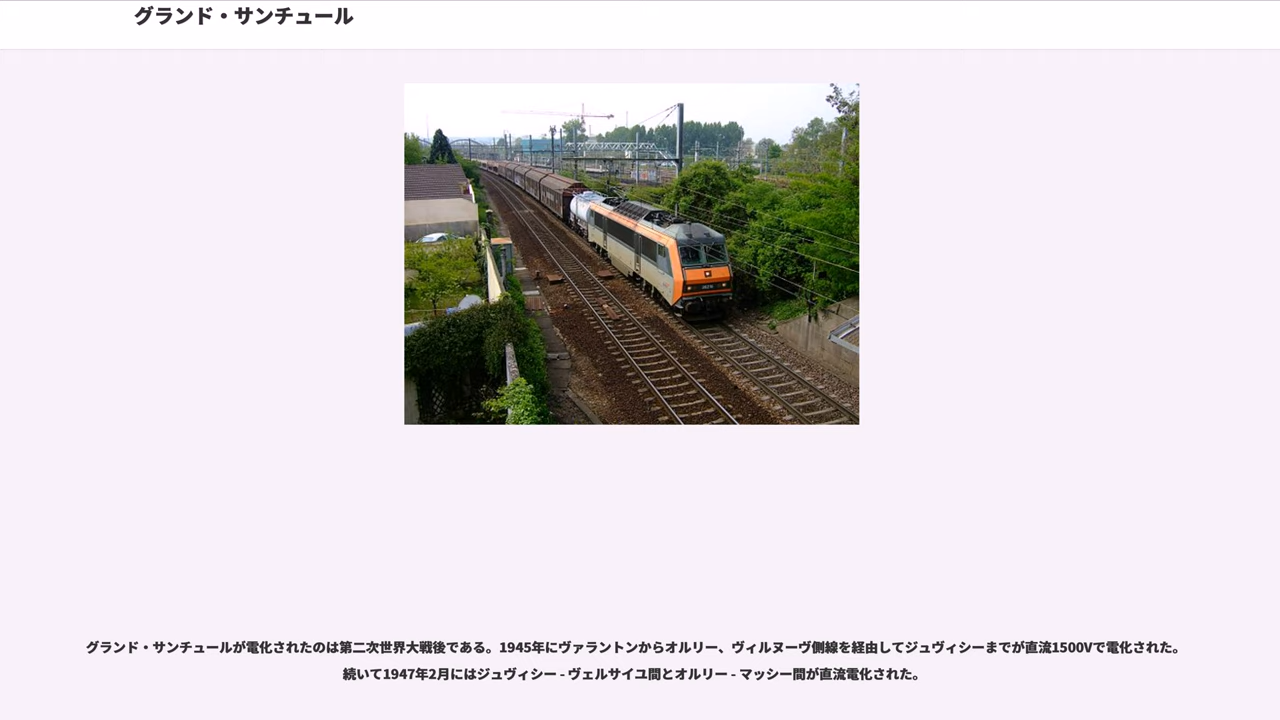 グランド・サンチュール
グランド・サンチュールが電化されたのは第二次世界大戦後である。1945年にヴァラントンからオルリー、ヴィルヌーヴ側線を経由してジュヴィシーまでが直流1500Vで電化された。
続いて1947年2月にはジュヴィシー - ヴェルサイユ間とオルリー - マッシー間が直流電化された。